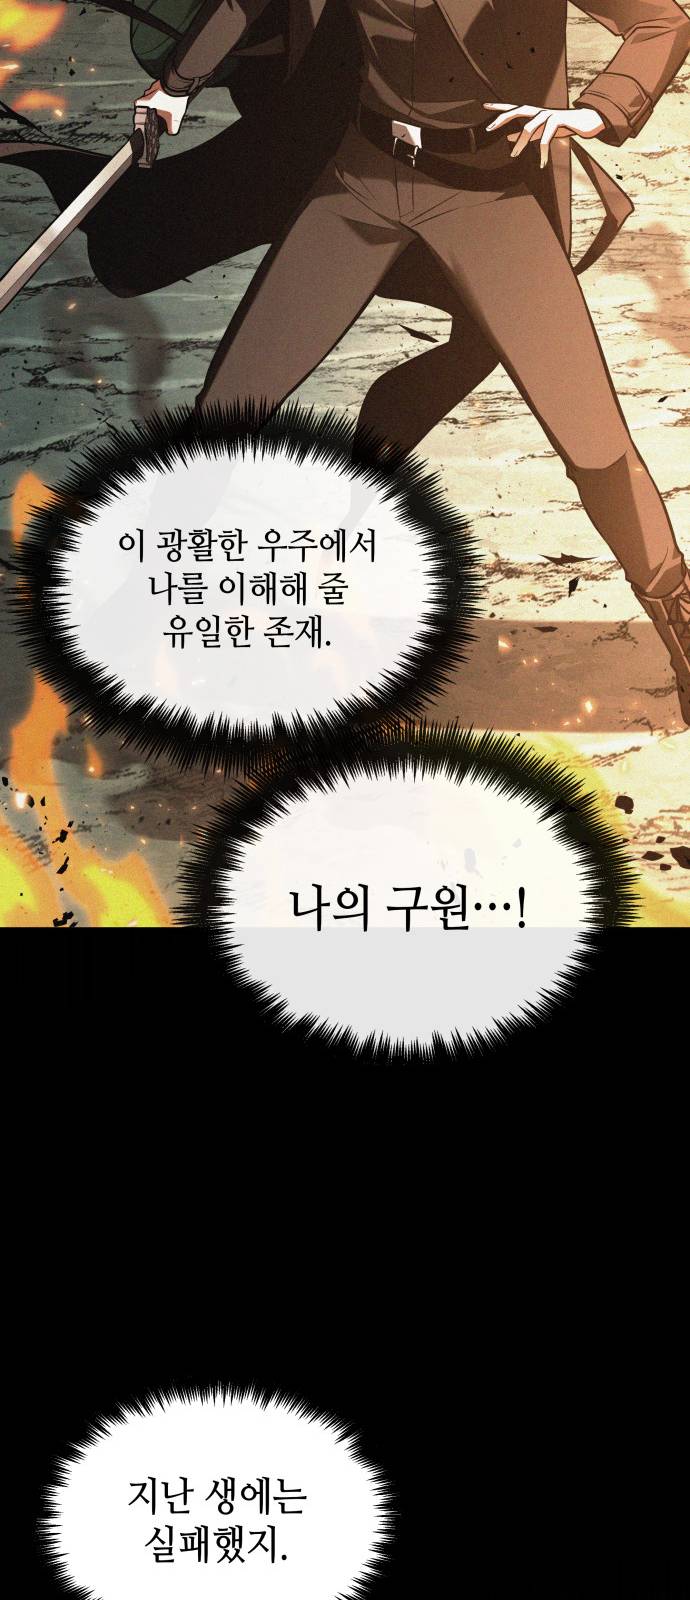 이 광활한 우주에서
나를 이해해 줄
유일한 존재.
나의 구원…!
지난 생에는
실패했지.